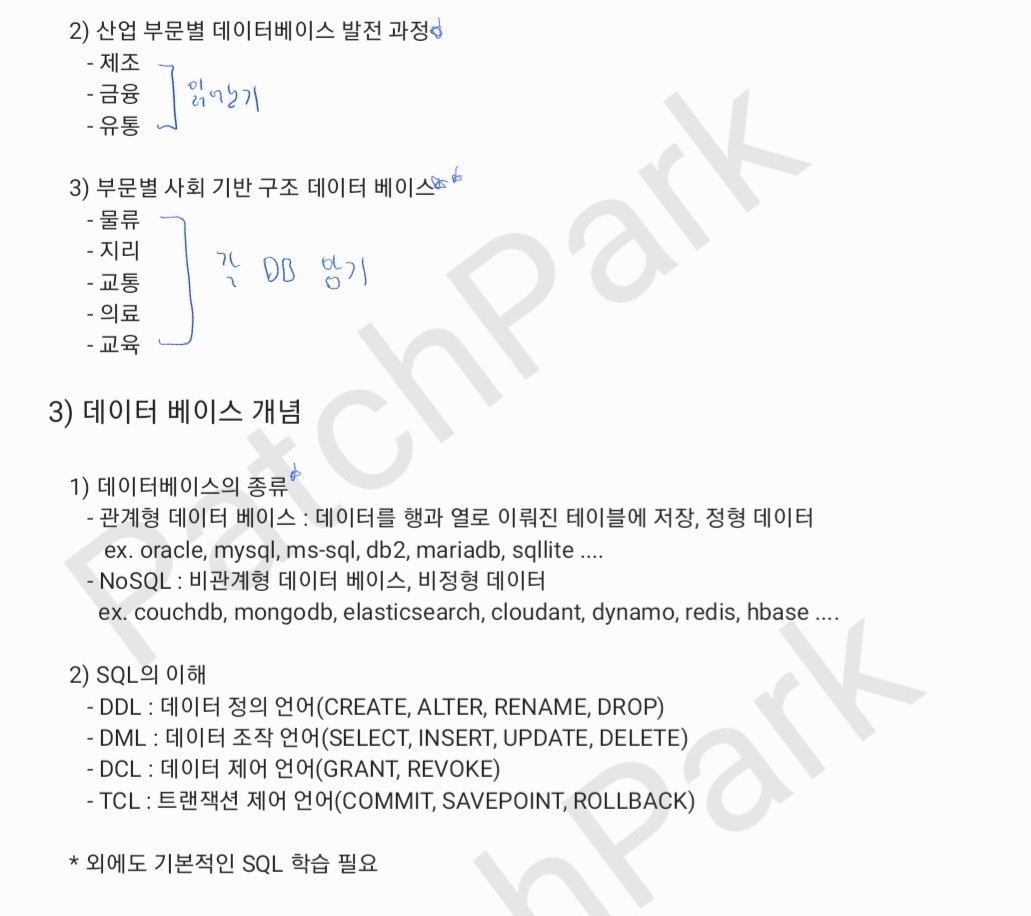 2) 산업 부문별 데이터베이스 발전 과정
- 제조
- 금융
- 유통
읽어보기
3) 부문별 사회 기반 구조 데이터 베이스
- 물류
- 지리
- 교통
- 의료
- 교육
각 DB 암기
3) 데이터 베이스 개념
1) 데이터베이스의 종류
- 관계형 데이터 베이스 : 데이터를 행과 열로 이뤄진 테이블에 저장, 정형 데이터
ex. oracle, mysql, ms-sql, db2, mariadb, sqllite ....
- NoSQL : 비관계형 데이터 베이스, 비정형 데이터
ex. couchdb, mongodb, elasticsearch, cloudant, dynamo, redis, hbase ....
2) SQL의 이해
- DDL : 데이터 정의 언어(CREATE, ALTER, RENAME, DROP)
- DML : 데이터 조작 언어(SELECT, INSERT, UPDATE, DELETE)
- DCL : 데이터 제어 언어(GRANT, REVOKE)
- TCL : 트랜잭션 제어 언어(COMMIT, SAVEPOINT, ROLLBACK)
* 외에도 기본적인 SQL 학습 필요
PatchPark
hPark